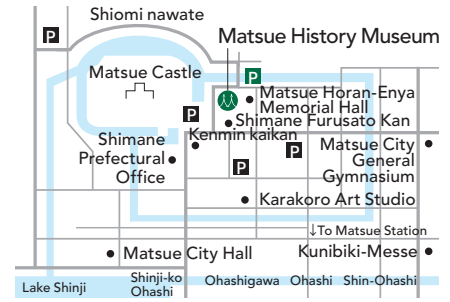 Shiomi nawate
P
Matsue History Museum
Matsue Castle
P
Matsue Horan-Enya
Memorial Hall
P
Shimane Furusato Kan
Kenmin kaikan
Shimane
Prefectural
Office
P
P
Matsue City
General
Gymnasium
Karakoro Art Studio
↓To Matsue Station
Matsue City Hall
Kunibiki-Messe
Lake Shinji
Shinji-ko
Ohashi
Ohashigawa
Ohashi
Shin-Ohashi